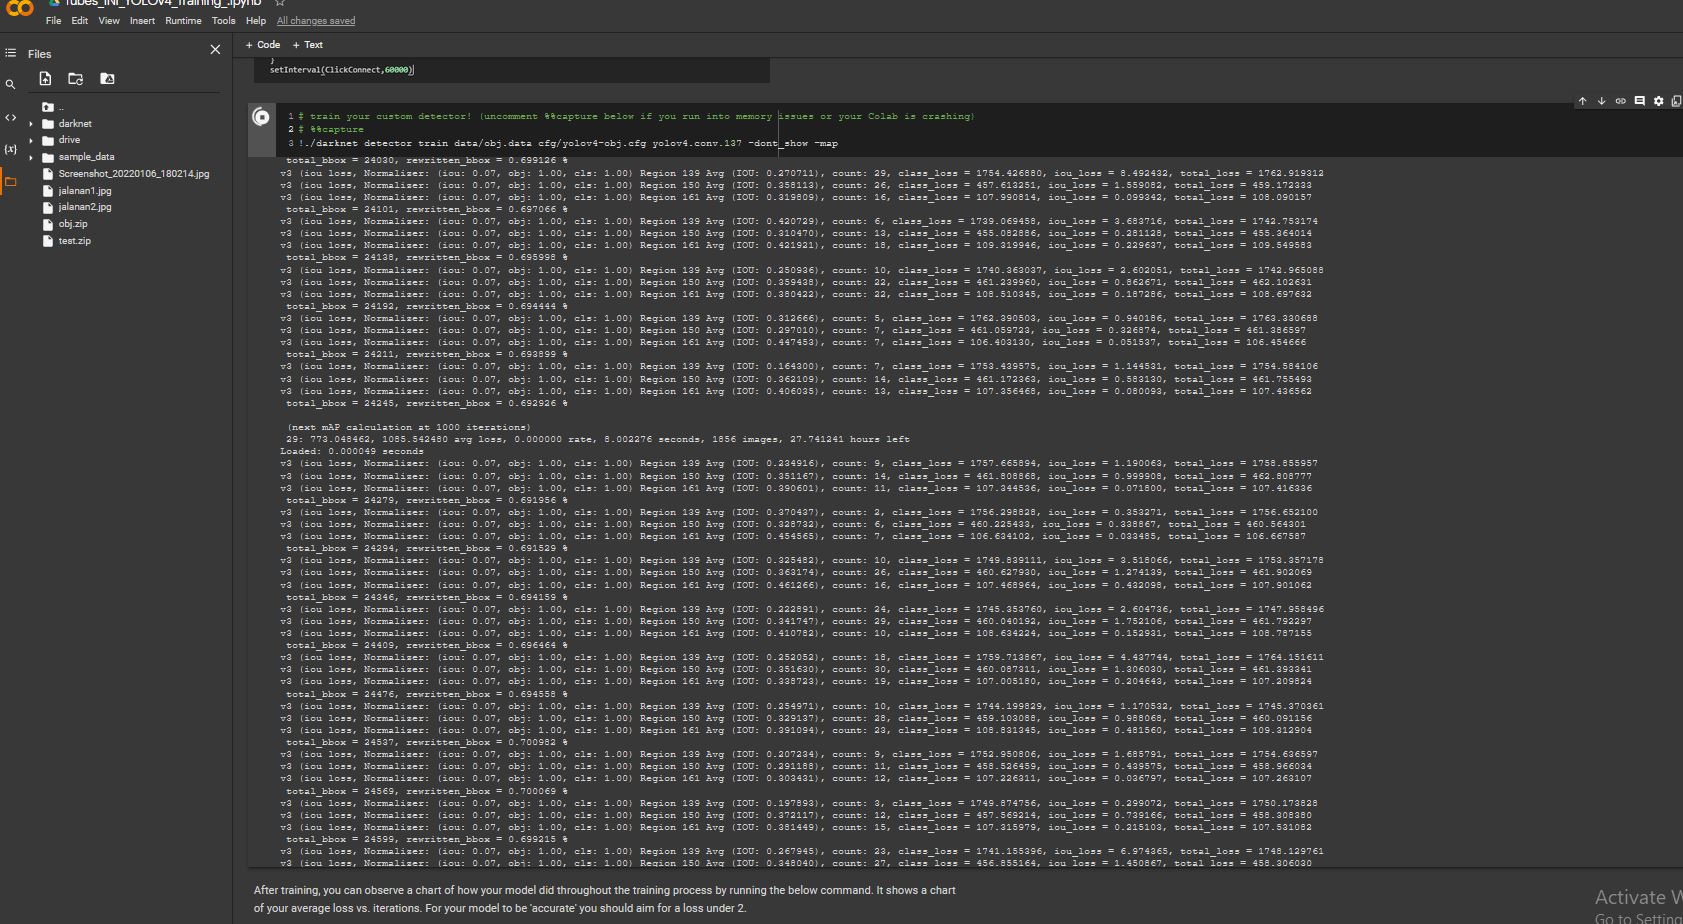 Tubes_INI_YOLOv4_Training_.ipynb
File Edit View Insert Runtime Tools Help All changes saved
Files
+ Code + Text
..
darknet
drive
sample_data
Screenshot_20220106_180214.jpg
jalanan1.jpg
jalanan2.jpg
obj.zip
test.zip
}
setInterval(ClickConnect,60000)
1 # train your custom detector! (uncomment %%capture below if you run into memory issues or your Colab is crashing)
2 # %%capture
3 !./darknet detector train data/obj.data cfg/yolov4-obj.cfg yolov4.conv.137 -dont_show -map
total_bbox = 24030, rewritten_bbox = 0.699126 %
v3 (iou loss, Normalizer: (iou: 0.07, obj: 1.00, cls: 1.00) Region 139 Avg (IOU: 0.270711), count: 29, class_loss = 1754.426880, iou_loss = 8.492432, total_loss = 1762.919312
v3 (iou loss, Normalizer: (iou: 0.07, obj: 1.00, cls: 1.00) Region 150 Avg (IOU: 0.358113), count: 26, class_loss = 457.613251, iou_loss = 1.559082, total_loss = 459.172333
v3 (iou loss, Normalizer: (iou: 0.07, obj: 1.00, cls: 1.00) Region 161 Avg (IOU: 0.319809), count: 16, class_loss = 107.990814, iou_loss = 0.099342, total_loss = 108.090157
total_bbox = 24101, rewritten_bbox = 0.697066 %
v3 (iou loss, Normalizer: (iou: 0.07, obj: 1.00, cls: 1.00) Region 139 Avg (IOU: 0.420729), count: 6, class_loss = 1739.069458, iou_loss = 3.683716, total_loss = 1742.753174
v3 (iou loss, Normalizer: (iou: 0.07, obj: 1.00, cls: 1.00) Region 150 Avg (IOU: 0.310470), count: 13, class_loss = 455.082886, iou_loss = 0.281128, total_loss = 455.364014
v3 (iou loss, Normalizer: (iou: 0.07, obj: 1.00, cls: 1.00) Region 161 Avg (IOU: 0.421921), count: 18, class_loss = 109.319946, iou_loss = 0.229637, total_loss = 109.549583
total_bbox = 24138, rewritten_bbox = 0.695998 %
v3 (iou loss, Normalizer: (iou: 0.07, obj: 1.00, cls: 1.00) Region 139 Avg (IOU: 0.250936), count: 10, class_loss = 1740.363037, iou_loss = 2.602051, total_loss = 1742.965088
v3 (iou loss, Normalizer: (iou: 0.07, obj: 1.00, cls: 1.00) Region 150 Avg (IOU: 0.359438), count: 22, class_loss = 461.239960, iou_loss = 0.862671, total_loss = 462.102631
v3 (iou loss, Normalizer: (iou: 0.07, obj: 1.00, cls: 1.00) Region 161 Avg (IOU: 0.380422), count: 22, class_loss = 108.510345, iou_loss = 0.187286, total_loss = 108.697632
total_bbox = 24192, rewritten_bbox = 0.694444 %
v3 (iou loss, Normalizer: (iou: 0.07, obj: 1.00, cls: 1.00) Region 139 Avg (IOU: 0.312666), count: 5, class_loss = 1762.390503, iou_loss = 0.940186, total_loss = 1763.330688
v3 (iou loss, Normalizer: (iou: 0.07, obj: 1.00, cls: 1.00) Region 150 Avg (IOU: 0.297010), count: 7, class_loss = 461.059723, iou_loss = 0.326874, total_loss = 461.386597
v3 (iou loss, Normalizer: (iou: 0.07, obj: 1.00, cls: 1.00) Region 161 Avg (IOU: 0.447453), count: 7, class_loss = 106.403130, iou_loss = 0.051537, total_loss = 106.454666
total_bbox = 24211, rewritten_bbox = 0.693899 %
v3 (iou loss, Normalizer: (iou: 0.07, obj: 1.00, cls: 1.00) Region 139 Avg (IOU: 0.164300), count: 7, class_loss = 1753.439575, iou_loss = 1.144531, total_loss = 1754.584106
v3 (iou loss, Normalizer: (iou: 0.07, obj: 1.00, cls: 1.00) Region 150 Avg (IOU: 0.362109), count: 14, class_loss = 461.172363, iou_loss = 0.583130, total_loss = 461.755493
v3 (iou loss, Normalizer: (iou: 0.07, obj: 1.00, cls: 1.00) Region 161 Avg (IOU: 0.406035), count: 13, class_loss = 107.356468, iou_loss = 0.080093, total_loss = 107.436562
total_bbox = 24245, rewritten_bbox = 0.692926 %
(next mAP calculation at 1000 iterations)
29: 773.048462, 1085.542480 avg loss, 0.000000 rate, 8.002276 seconds, 1856 images, 27.741241 hours left
Loaded: 0.000049 seconds
v3 (iou loss, Normalizer: (iou: 0.07, obj: 1.00, cls: 1.00) Region 139 Avg (IOU: 0.234916), count: 9, class_loss = 1757.665894, iou_loss = 1.190063, total_loss = 1758.855957
v3 (iou loss, Normalizer: (iou: 0.07, obj: 1.00, cls: 1.00) Region 150 Avg (IOU: 0.351167), count: 14, class_loss = 461.808868, iou_loss = 0.999908, total_loss = 462.808777
v3 (iou loss, Normalizer: (iou: 0.07, obj: 1.00, cls: 1.00) Region 161 Avg (IOU: 0.390601), count: 11, class_loss = 107.344536, iou_loss = 0.071800, total_loss = 107.416336
total_bbox = 24279, rewritten_bbox = 0.691956 %
v3 (iou loss, Normalizer: (iou: 0.07, obj: 1.00, cls: 1.00) Region 139 Avg (IOU: 0.370437), count: 2, class_loss = 1756.298828, iou_loss = 0.353271, total_loss = 1756.652100
v3 (iou loss, Normalizer: (iou: 0.07, obj: 1.00, cls: 1.00) Region 150 Avg (IOU: 0.328732), count: 6, class_loss = 460.225433, iou_loss = 0.338867, total_loss = 460.564301
v3 (iou loss, Normalizer: (iou: 0.07, obj: 1.00, cls: 1.00) Region 161 Avg (IOU: 0.454565), count: 7, class_loss = 106.634102, iou_loss = 0.033485, total_loss = 106.667587
total_bbox = 24294, rewritten_bbox = 0.691529 %
v3 (iou loss, Normalizer: (iou: 0.07, obj: 1.00, cls: 1.00) Region 139 Avg (IOU: 0.325482), count: 10, class_loss = 1749.839111, iou_loss = 3.518066, total_loss = 1753.357178
v3 (iou loss, Normalizer: (iou: 0.07, obj: 1.00, cls: 1.00) Region 150 Avg (IOU: 0.363174), count: 26, class_loss = 460.627930, iou_loss = 1.274139, total_loss = 461.902069
v3 (iou loss, Normalizer: (iou: 0.07, obj: 1.00, cls: 1.00) Region 161 Avg (IOU: 0.461266), count: 16, class_loss = 107.468964, iou_loss = 0.432098, total_loss = 107.901062
total_bbox = 24346, rewritten_bbox = 0.694159 %
v3 (iou loss, Normalizer: (iou: 0.07, obj: 1.00, cls: 1.00) Region 139 Avg (IOU: 0.222891), count: 24, class_loss = 1745.353760, iou_loss = 2.604736, total_loss = 1747.958496
v3 (iou loss, Normalizer: (iou: 0.07, obj: 1.00, cls: 1.00) Region 150 Avg (IOU: 0.341747), count: 29, class_loss = 460.040192, iou_loss = 1.752106, total_loss = 461.792297
v3 (iou loss, Normalizer: (iou: 0.07, obj: 1.00, cls: 1.00) Region 161 Avg (IOU: 0.410782), count: 10, class_loss = 108.634224, iou_loss = 0.152931, total_loss = 108.787155
total_bbox = 24409, rewritten_bbox = 0.696464 %
v3 (iou loss, Normalizer: (iou: 0.07, obj: 1.00, cls: 1.00) Region 139 Avg (IOU: 0.252052), count: 18, class_loss = 1759.713867, iou_loss = 4.437744, total_loss = 1764.151611
v3 (iou loss, Normalizer: (iou: 0.07, obj: 1.00, cls: 1.00) Region 150 Avg (IOU: 0.351630), count: 30, class_loss = 460.087311, iou_loss = 1.306030, total_loss = 461.393341
v3 (iou loss, Normalizer: (iou: 0.07, obj: 1.00, cls: 1.00) Region 161 Avg (IOU: 0.338723), count: 19, class_loss = 107.005180, iou_loss = 0.204643, total_loss = 107.209824
total_bbox = 24476, rewritten_bbox = 0.694558 %
v3 (iou loss, Normalizer: (iou: 0.07, obj: 1.00, cls: 1.00) Region 139 Avg (IOU: 0.254971), count: 10, class_loss = 1744.199829, iou_loss = 1.170532, total_loss = 1745.370361
v3 (iou loss, Normalizer: (iou: 0.07, obj: 1.00, cls: 1.00) Region 150 Avg (IOU: 0.329137), count: 28, class_loss = 459.103088, iou_loss = 0.988068, total_loss = 460.091156
v3 (iou loss, Normalizer: (iou: 0.07, obj: 1.00, cls: 1.00) Region 161 Avg (IOU: 0.391094), count: 23, class_loss = 108.831345, iou_loss = 0.481560, total_loss = 109.312904
total_bbox = 24537, rewritten_bbox = 0.700982 %
v3 (iou loss, Normalizer: (iou: 0.07, obj: 1.00, cls: 1.00) Region 139 Avg (IOU: 0.207234), count: 9, class_loss = 1752.950806, iou_loss = 1.685791, total_loss = 1754.636597
v3 (iou loss, Normalizer: (iou: 0.07, obj: 1.00, cls: 1.00) Region 150 Avg (IOU: 0.291188), count: 11, class_loss = 458.526459, iou_loss = 0.439575, total_loss = 458.966034
v3 (iou loss, Normalizer: (iou: 0.07, obj: 1.00, cls: 1.00) Region 161 Avg (IOU: 0.303431), count: 12, class_loss = 107.226311, iou_loss = 0.036797, total_loss = 107.263107
total_bbox = 24569, rewritten_bbox = 0.700069 %
v3 (iou loss, Normalizer: (iou: 0.07, obj: 1.00, cls: 1.00) Region 139 Avg (IOU: 0.197893), count: 3, class_loss = 1749.874756, iou_loss = 0.299072, total_loss = 1750.173828
v3 (iou loss, Normalizer: (iou: 0.07, obj: 1.00, cls: 1.00) Region 150 Avg (IOU: 0.372117), count: 12, class_loss = 457.569214, iou_loss = 0.739166, total_loss = 458.308380
v3 (iou loss, Normalizer: (iou: 0.07, obj: 1.00, cls: 1.00) Region 161 Avg (IOU: 0.381449), count: 15, class_loss = 107.315979, iou_loss = 0.215103, total_loss = 107.531082
total_bbox = 24599, rewritten_bbox = 0.699215 %
v3 (iou loss, Normalizer: (iou: 0.07, obj: 1.00, cls: 1.00) Region 139 Avg (IOU: 0.267945), count: 23, class_loss = 1741.155396, iou_loss = 6.974365, total_loss = 1748.129761
v3 (iou loss, Normalizer: (iou: 0.07, obj: 1.00, cls: 1.00) Region 150 Avg (IOU: 0.348040), count: 27, class_loss = 456.855164, iou_loss = 1.450867, total_loss = 458.306030
After training, you can observe a chart of how your model did throughout the training process by running the below command. It shows a chart
of your average loss vs. iterations. For your model to be 'accurate' you should aim for a loss under 2.
Activate W
Go to Setting